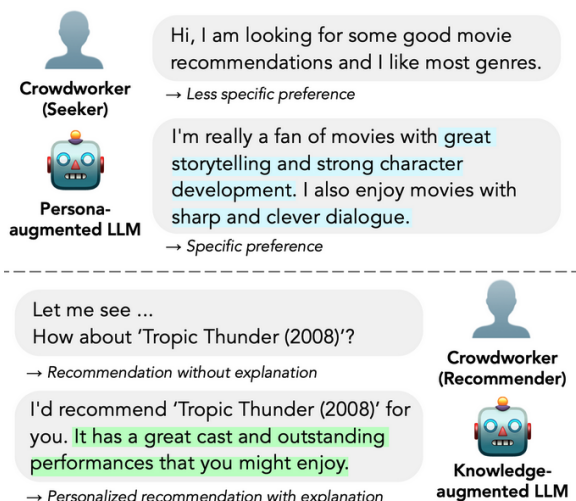 Crowdworker
(Seeker)
Hi, I am looking for some good movie
recommendations and I like most genres.
→ Less specific preference
Persona-
augmented LLM
I'm really a fan of movies with great
storytelling and strong character
development. I also enjoy movies with
sharp and clever dialogue.
→ Specific preference
Let me see ...
How about 'Tropic Thunder (2008)'?
→ Recommendation without explanation
Crowdworker
(Recommender)
I'd recommend 'Tropic Thunder (2008)' for
you. It has a great cast and outstanding
performances that you might enjoy.
→ Personalized recommendation with explanation
Knowledge-
augmented LLM